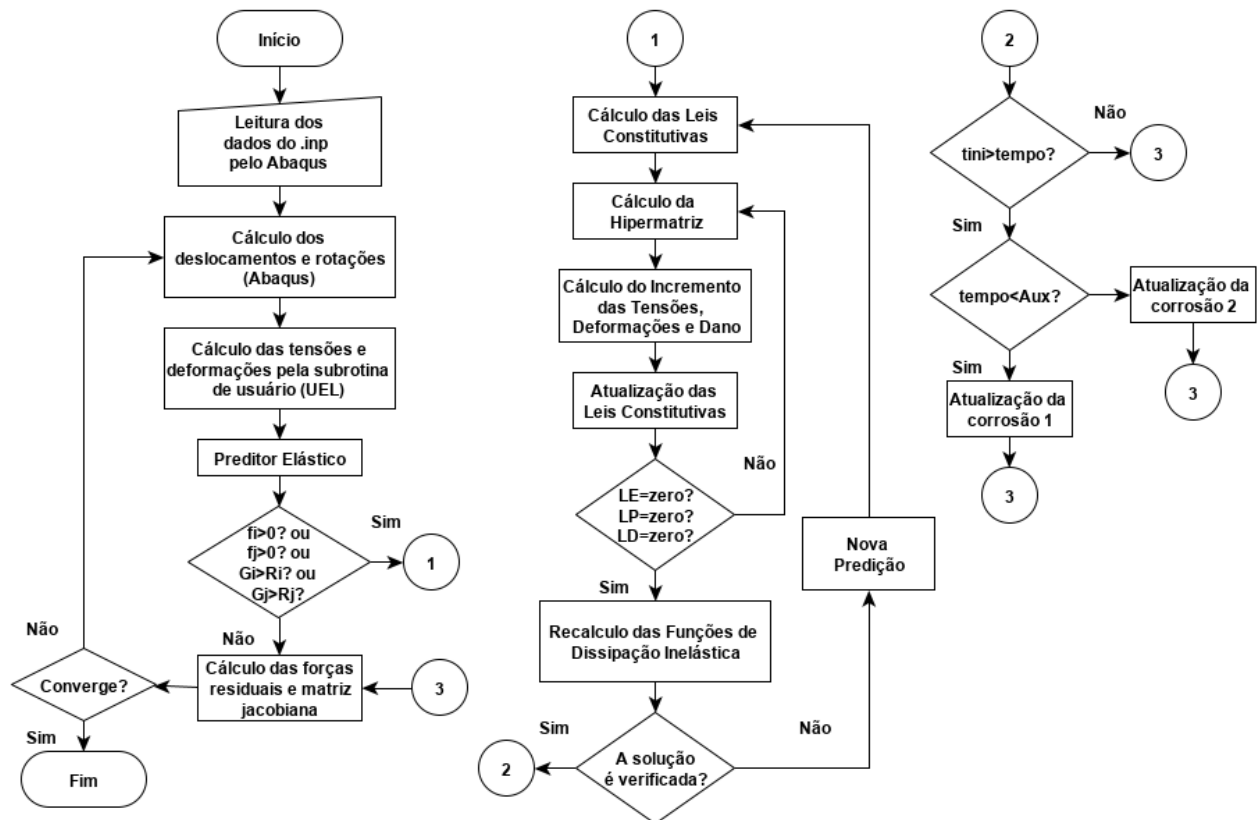 Início
Leitura dos
dados do .inp
pelo Abaqus
Cálculo dos
deslocamentos e rotações
(Abaqus)
Cálculo das tensões e
deformações pela subrotina
de usuário (UEL)
Preditor Elástico
fi>0? ou
fj>0? ou
Gi>Ri? ou
Gj>Rj?
Sim
1
Não
Cálculo das forças
residuais e matriz
jacobiana
3
Não
Converge?
Sim
Fim
1
Cálculo das Leis
Constitutivas
Cálculo da
Hipermatriz
Cálculo do Incremento
das Tensões,
Deformações e Dano
Atualização das
Leis Constitutivas
Não
LE=zero?
LP=zero?
LD=zero?
Sim
Nova
Predição
Recalculo das Funções de
Dissipação Inelástica
Sim
Não
2
A solução
é verificada?
2
Não
tini>tempo?
3
Sim
tempo<Aux?
Atualização da
corrosão 2
Sim
3
Atualização da
corrosão 1
3